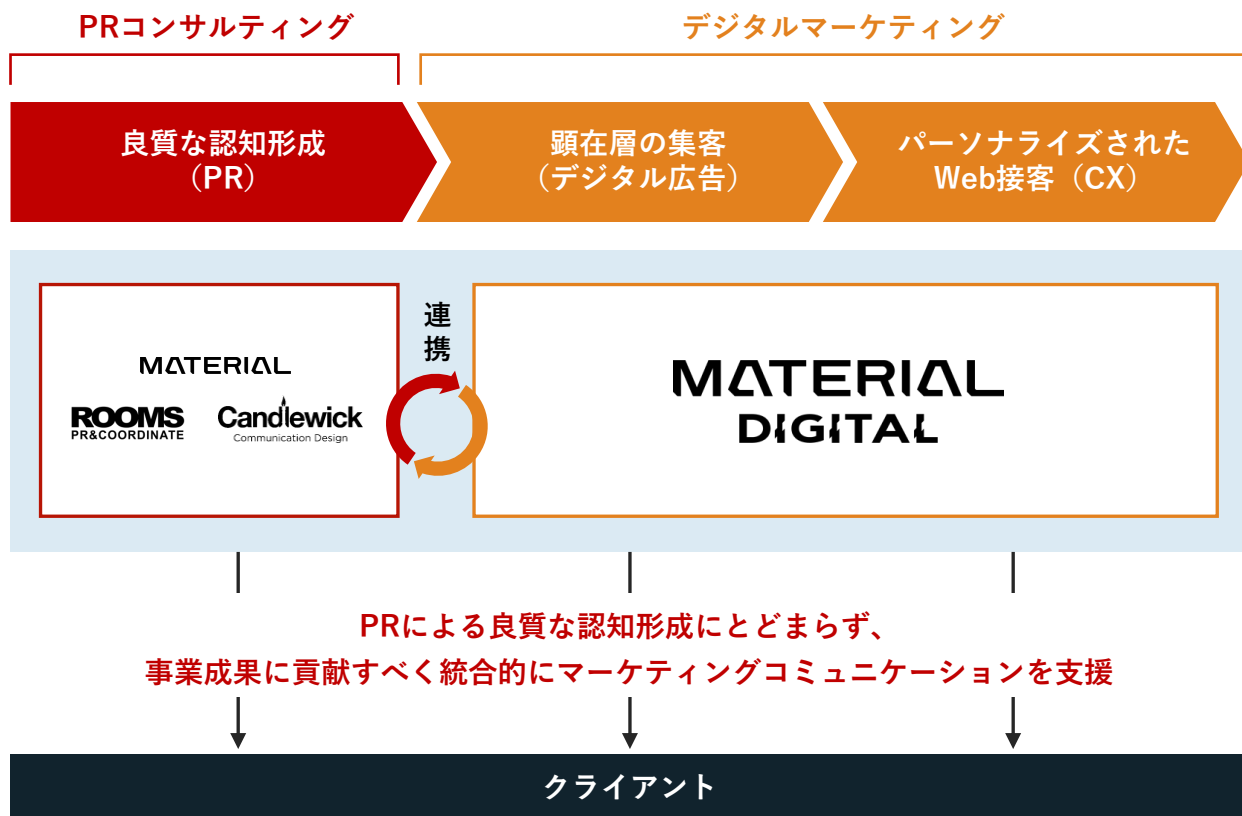 PRコンサルティング
デジタルマーケティング
良質な認知形成
（PR）
顕在層の集客
（デジタル広告）
パーソナライズされた
Web接客（CX）
MATERIAL
ROOMS
PR&COORDINATE
Candlewick
Communication Design
連
携
MATERIAL
DIGITAL
PRによる良質な認知形成にとどまらず、
事業成果に貢献すべく統合的にマーケティングコミュニケーションを支援
クライアント